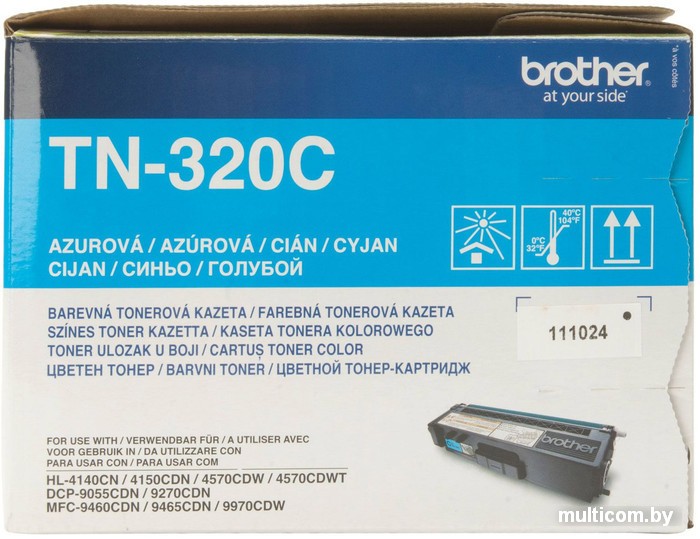 brother®
at your side
*à vos côtés
TN-320C
40°C
104°F
0°C
32°F
AZUROVÁ / AZÚROVÁ / CIÁN / CYJAN
CIJAN / СИНЬО / ГОЛУБОЙ
BAREVNÁ TONEROVÁ KAZETA / FAREBNÁ TONEROVÁ KAZETA
SZÍNES TONER KAZETTA / KASETA TONERA KOLOROWEGO
TONER ULOZAK U BOJI / CARTUȘ TONER COLOR
ЦВЕТЕН ТОНЕР / BARVNI TONER / ЦВЕТНОЙ ТОНЕР-КАРТРИДЖ
111024
FOR USE WITH / VERWENDBAR FÜR / A UTILISER AVEC
VOOR GEBRUIK IN / DA UTILIZZARE CON
PARA USAR CON / PARA USAR COM
HL-4140CN / 4150CDN / 4570CDW / 4570CDWT
DCP-9055CDN / 9270CDN
MFC-9460CDN / 9465CDN / 9970CDW
brother
multicom.by